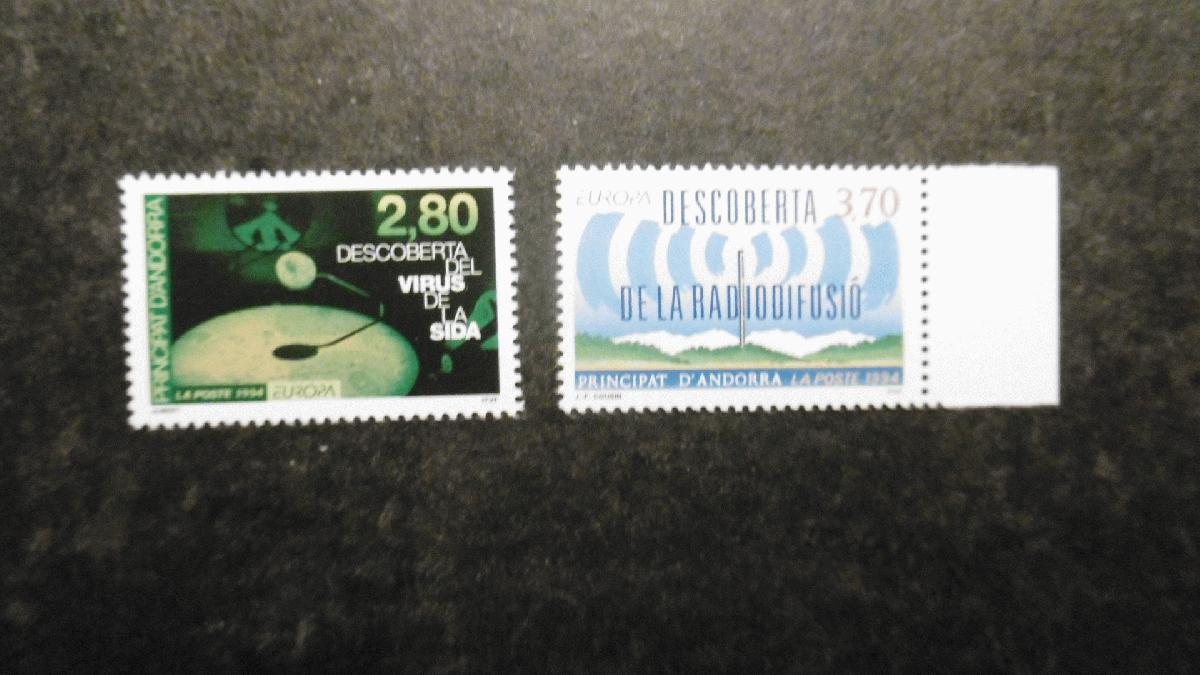 PRINCIPAT D'ANDORRA
2,80
DESCOBERTA
DEL
VIRUS
DE
LA
SIDA
LA POSTE 1994 EUROPA
EUROPA DESCOBERTA 3,70
DE LA RADIODIFUSIÓ
PRINCIPAT D'ANDORRA LA POSTE 1994
J.-F. COUSIN